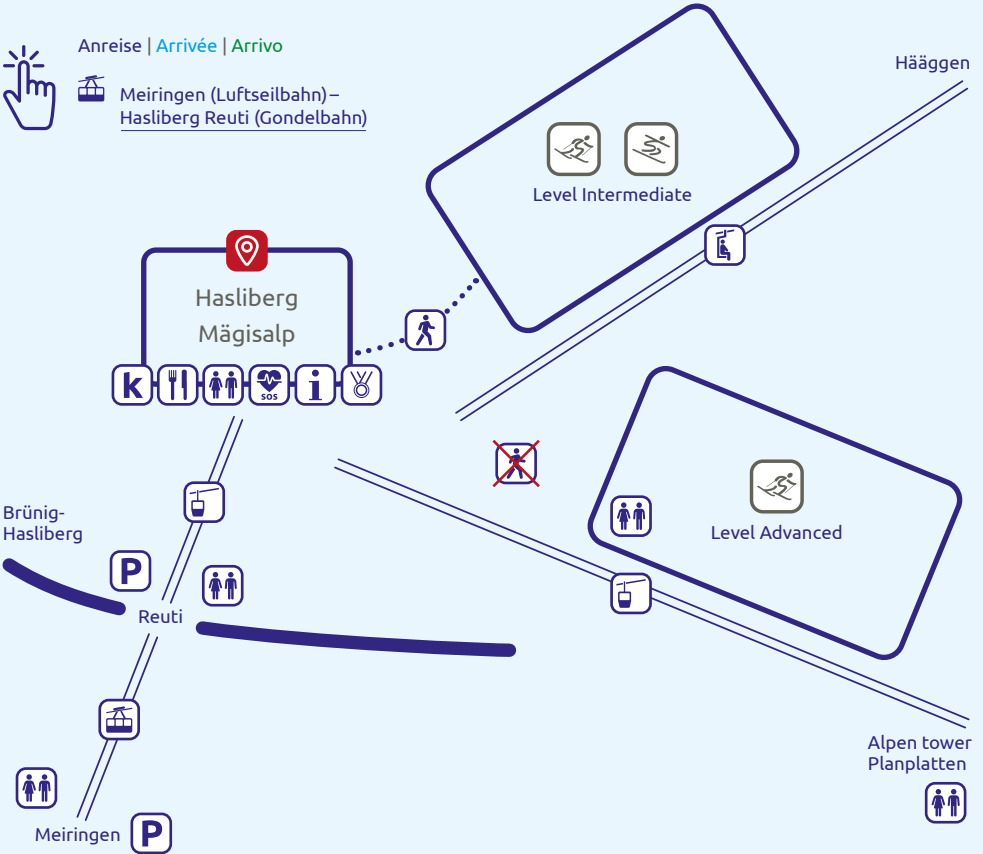 Anreise | Arrivée | Arrivo
Meiringen (Luftseilbahn) –
Hasliberg Reuti (Gondelbahn)
Hääggen
Level Intermediate
Hasliberg
Mägisalp
k
sos
i
Level Advanced
Brünig-
Hasliberg
P
Reuti
Alpen tower
Planplatten
Meiringen P